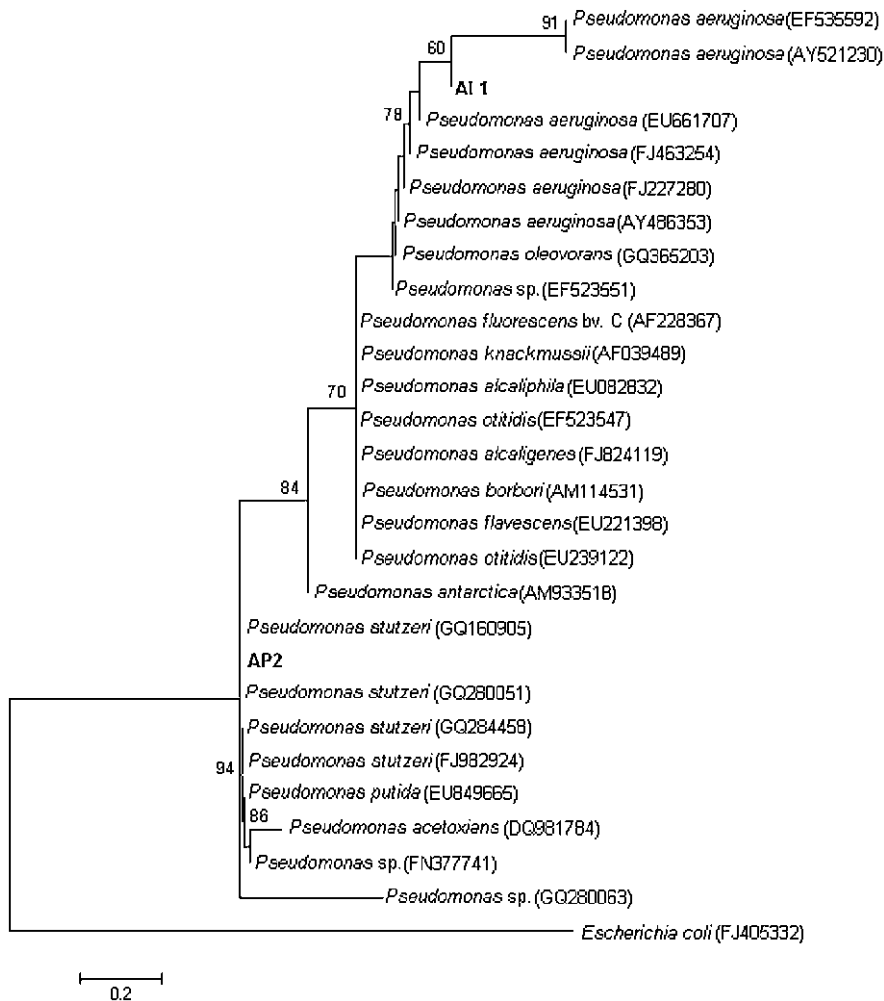 91
Pseudomonas aeruginosa(EF535592)
60
Pseudomonas aeruginosa(AY521230)
AI 1
78
Pseudomonas aeruginosa(EU661707)
Pseudomonas aeruginosa(FJ463254)
Pseudomonas aeruginosa(FJ227280)
Pseudomonas aeruginosa(AY486353)
Pseudomonas oleovorans (GQ365203)
Pseudomonas sp.(EF523551)
Pseudomonas fluorescens bv. C (AF228367)
Pseudomonas knackmussii(AF039489)
70
Pseudomonas alcaliphila(EU082832)
Pseudomonas otitidis(EF523547)
Pseudomonas alcaligenes(FJ824119)
84
Pseudomonas borbori(AM114531)
Pseudomonas flavescens(EU221398)
Pseudomonas otitidis(EU239122)
Pseudomonas antarctica(AM933518)
Pseudomonas stutzeri(GQ160905)
AP2
Pseudomonas stutzeri(GQ280051)
Pseudomonas stutzeri(GQ284458)
94
Pseudomonas stutzeri(FJ982924)
Pseudomonas putida(EU849665)
86
Pseudomonas acetoxians (DQ981784)
Pseudomonas sp.(FN377741)
Pseudomonas sp.(GQ280063)
Escherichia coli(FJ405332)
0.2